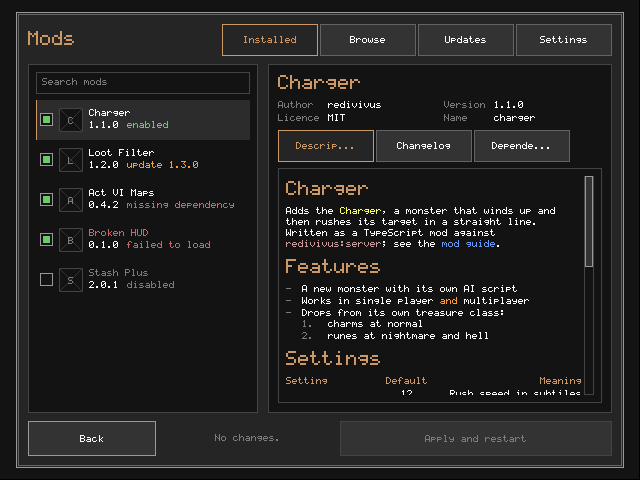 Mods
Installed
Browse
Updates
Settings
Search mods
C
Charger
1.1.0 enabled
L
Loot Filter
1.2.0 update 1.3.0
A
Act VI Maps
0.4.2 missing dependency
B
Broken HUD
0.1.0 failed to load
S
Stash Plus
2.0.1 disabled
Charger
Author redivivus Version 1.1.0
Licence MIT Name charger
Descrip...
Changelog
Depende...
Charger
Adds the Charger, a monster that winds up and
then rushes its target in a straight line.
Written as a TypeScript mod against
redivivus:server; see the mod guide.
Features
- A new monster with its own AI script
- Works in single player and multiplayer
- Drops from its own treasure class:
1. charms at normal
2. runes at nightmare and hell
Settings
Setting Default Meaning
12 Rush speed in subtiles
Back
No changes.
Apply and restart